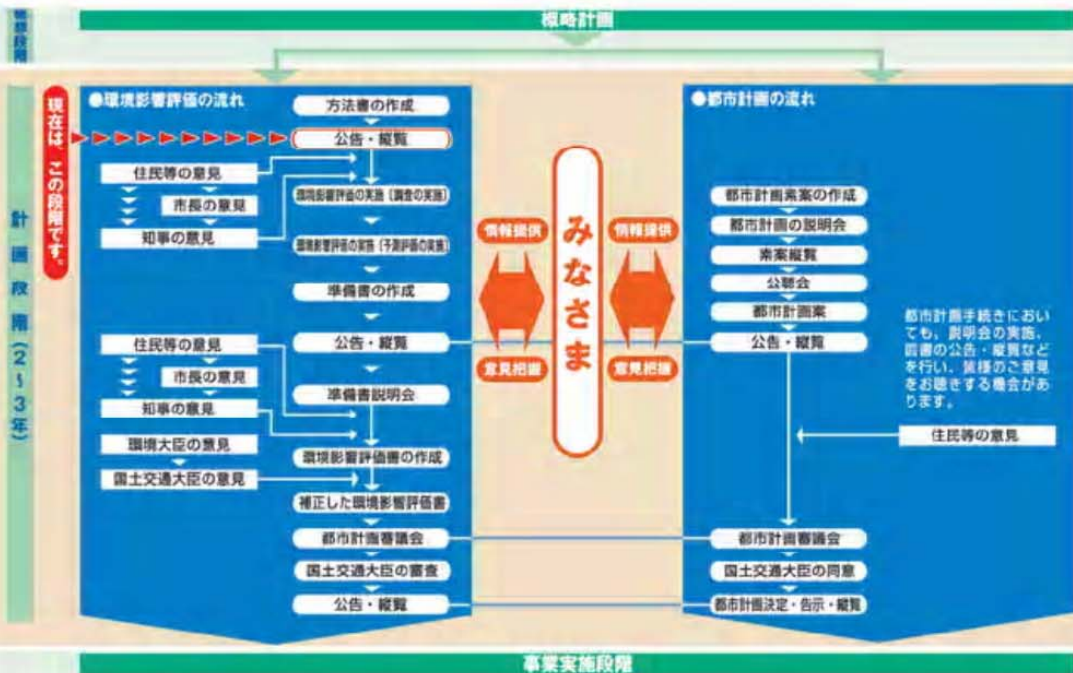 構想段階
概略計画
計画段階(2~3年)
現在は、この段階です。
●環境影響評価の流れ
方法書の作成
公告・縦覧
住民等の意見
市長の意見
知事の意見
環境影響評価の実施(調査の実施)
環境影響評価の実施(予測評価の実施)
準備書の作成
公告・縦覧
住民等の意見
市長の意見
知事の意見
準備書説明会
環境大臣の意見
国土交通大臣の意見
環境影響評価書の作成
補正した環境影響評価書
都市計画審議会
国土交通大臣の審査
公告・縦覧
みなさま
情報提供
意見把握
情報提供
意見把握
●都市計画の流れ
都市計画素案の作成
都市計画の説明会
素案縦覧
公聴会
都市計画案
公告・縦覧
都市計画手続きにおい
ても、説明会の実施、
図書の公告・縦覧など
を行い、皆様のご意見
をお聴きする機会があ
ります。
住民等の意見
都市計画審議会
国土交通大臣の同意
都市計画決定・告示・縦覧
事業実施段階